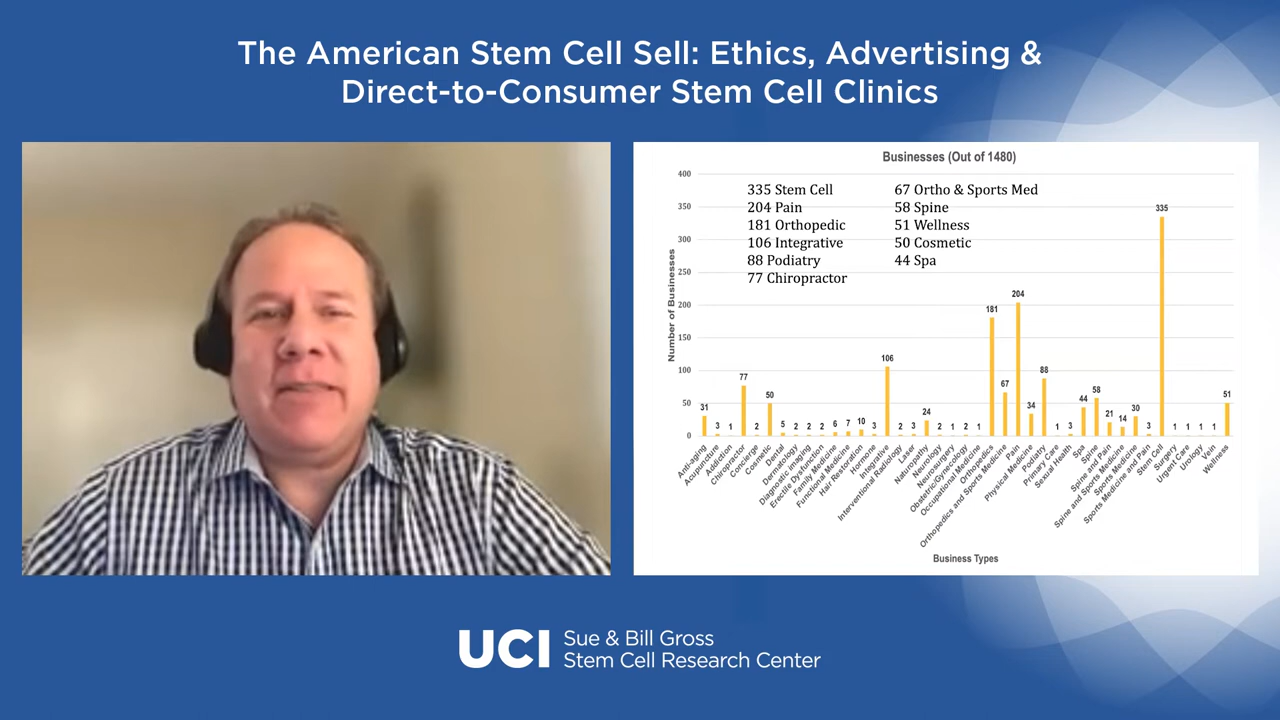 The American Stem Cell Sell: Ethics, Advertising &
Direct-to-Consumer Stem Cell Clinics
Businesses (Out of 1480)
335 Stem Cell
204 Pain
181 Orthopedic
106 Integrative
88 Podiatry
77 Chiropractor
67 Ortho & Sports Med
58 Spine
51 Wellness
50 Cosmetic
44 Spa
Number of Businesses
400
350
300
250
200
150
100
50
0
31
3
1
77
2
50
5
2
2
2
6
7
10
3
106
2
3
24
2
1
2
1
181
67
204
34
88
1
3
44
58
21
14
30
3
335
1
1
1
1
51
Anti-aging
Acupuncture
Addiction
Chiropractor
Concierge
Cosmetic
Dental
Dermatology
Diagnostic imaging
Erectile Dysfunction
Family Medicine
Functional Medicine
Hair Restoration
Hormone
Integrative
Interventional Radiology
Laser
Naturopathy
Neuropathy
Neurosurgery
Obstetric/Gynecology
Occupational Medicine
Orthopedics
Orthopedics and Sports Medicine
Pain
Physical Medicine
Podiatry
Primary Care
Sexual Health
Spa
Spine
Spine and Pain
Spine and Sports Medicine
Sports Medicine
Sports Medicine and Pain
Stem Cell
Surgery
Urgent Care
Urology
Vein
Wellness
Business Types
UCI
Sue & Bill Gross
Stem Cell Research Center